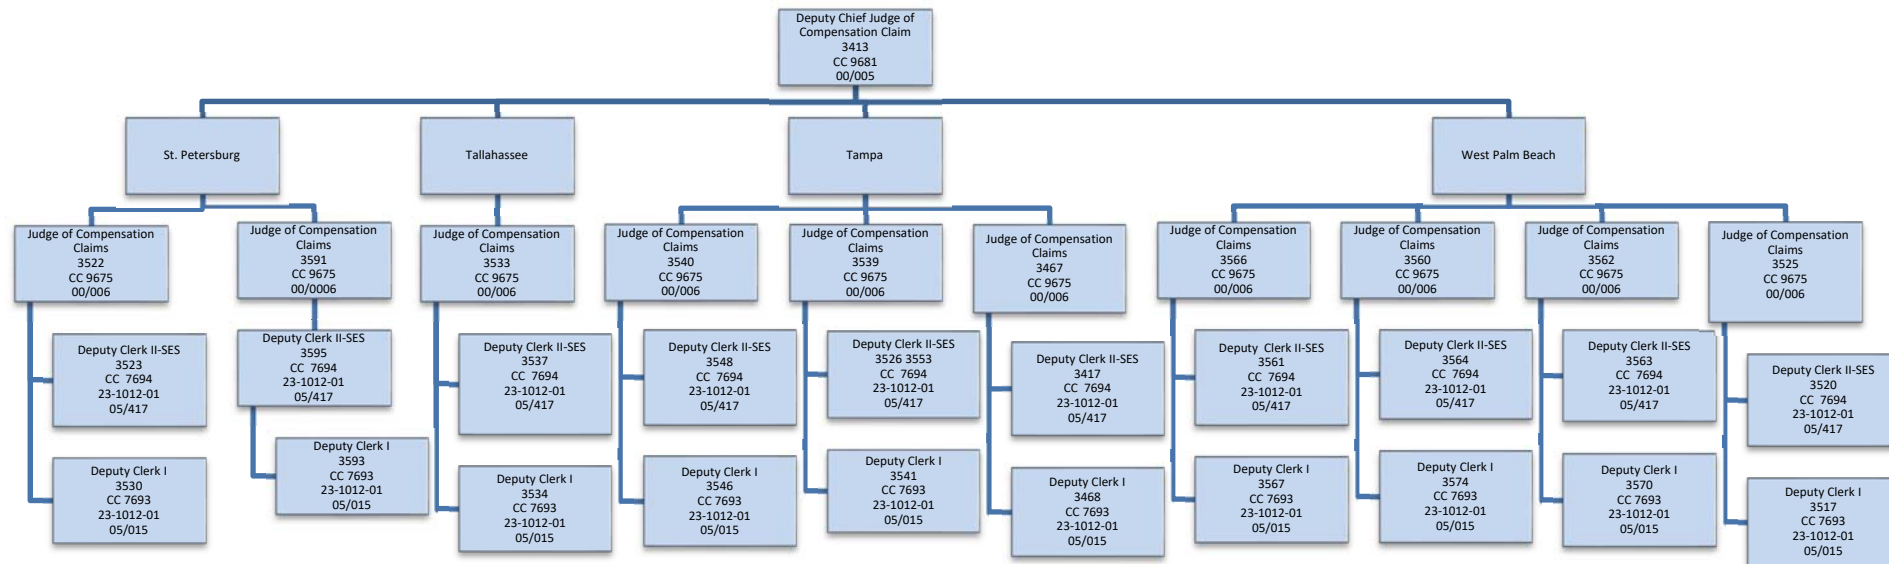 Deputy Chief Judge of
Compensation Claim
3413
CC 9681
00/005
St. Petersburg
Tallahassee
Tampa
West Palm Beach
Judge of Compensation
Claims
3522
CC 9675
00/006
Judge of Compensation
Claims
3591
CC 9675
00/0006
Judge of Compensation
Claims
3533
CC 9675
00/006
Judge of Compensation
Claims
3540
CC 9675
00/006
Judge of Compensation
Claims
3539
CC 9675
00/006
Judge of Compensation
Claims
3467
CC 9675
00/006
Judge of Compensation
Claims
3566
CC 9675
00/006
Judge of Compensation
Claims
3560
CC 9675
00/006
Judge of Compensation
Claims
3562
CC 9675
00/006
Judge of Compensation
Claims
3525
CC 9675
00/006
Deputy Clerk II-SES
3523
CC 7694
23-1012-01
05/417
Deputy Clerk II-SES
3595
CC 7694
23-1012-01
05/417
Deputy Clerk II-SES
3537
CC 7694
23-1012-01
05/417
Deputy Clerk II-SES
3548
CC 7694
23-1012-01
05/417
Deputy Clerk II-SES
3526 3553
CC 7694
23-1012-01
05/417
Deputy Clerk II-SES
3417
CC 7694
23-1012-01
05/417
Deputy Clerk II-SES
3561
CC 7694
23-1012-01
05/417
Deputy Clerk II-SES
3564
CC 7694
23-1012-01
05/417
Deputy Clerk II-SES
3563
CC 7694
23-1012-01
05/417
Deputy Clerk II-SES
3520
CC 7694
23-1012-01
05/417
Deputy Clerk I
3530
CC 7693
23-1012-01
05/015
Deputy Clerk I
3593
CC 7693
23-1012-01
05/015
Deputy Clerk I
3534
CC 7693
23-1012-01
05/015
Deputy Clerk I
3546
CC 7693
23-1012-01
05/015
Deputy Clerk I
3541
CC 7693
23-1012-01
05/015
Deputy Clerk I
3468
CC 7693
23-1012-01
05/015
Deputy Clerk I
3567
CC 7693
23-1012-01
05/015
Deputy Clerk I
3574
CC 7693
23-1012-01
05/015
Deputy Clerk I
3570
CC 7693
23-1012-01
05/015
Deputy Clerk I
3517
CC 7693
23-1012-01
05/015